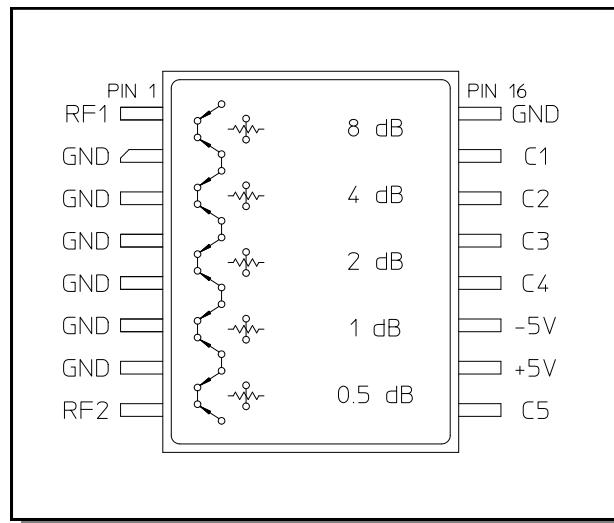 PIN 1
PIN 16
RF1
8 dB
GND
GND
C1
GND
4 dB
C2
GND
2 dB
C3
GND
C4
GND
1 dB
-5V
GND
+5V
RF2
0.5 dB
C5